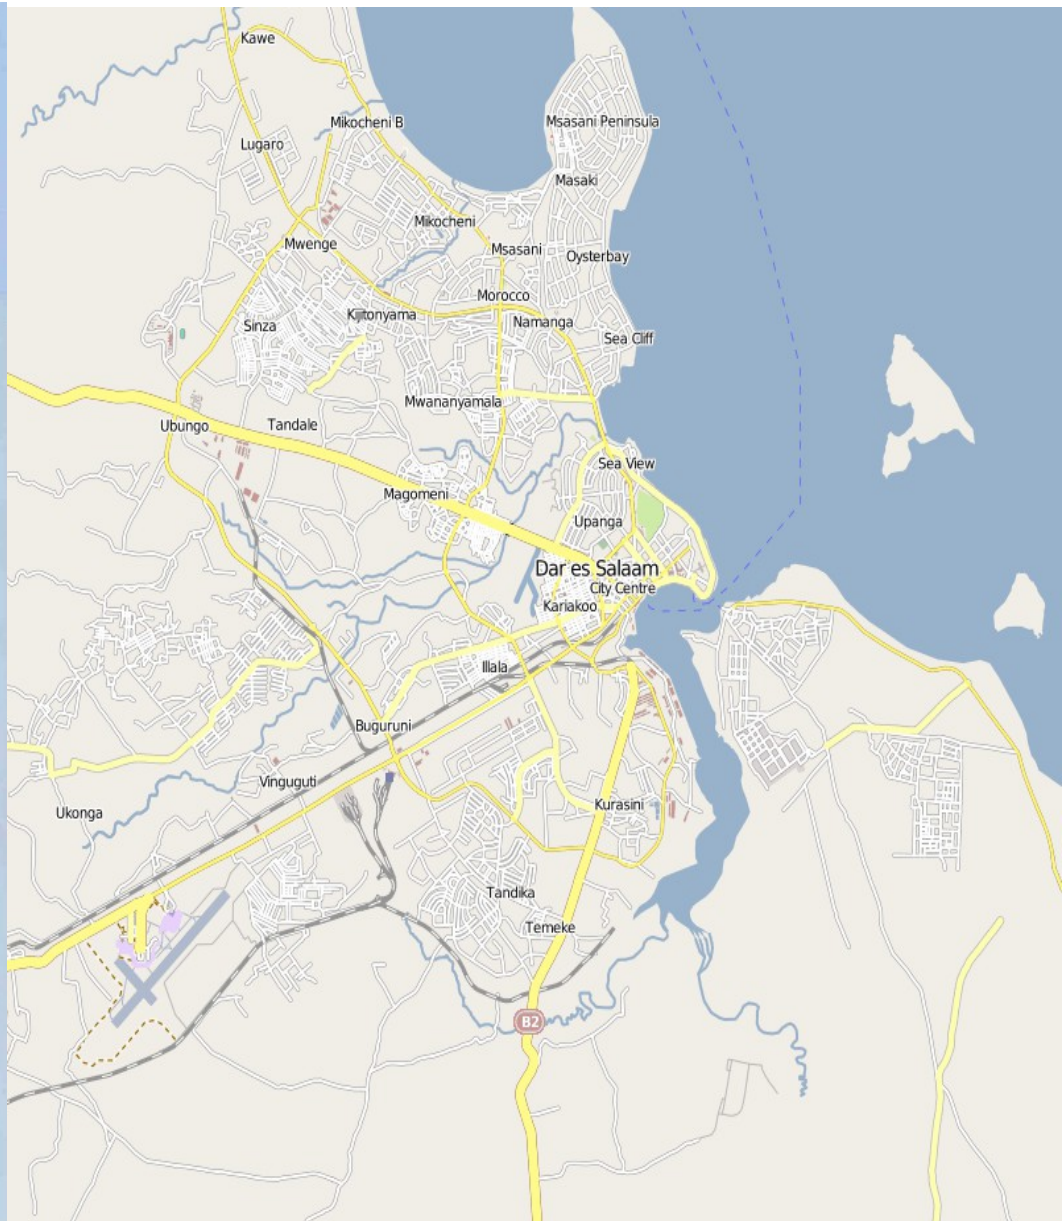 Kawe
Msasani Peninsula
Mikocheni B
Lugaro
Masaki
Mikocheni
Mwenge
Msasani
Oysterbay
Morocco
Kijitonyama
Namanga
Sinza
Sea Cliff
Mwananyamala
Ubungo
Tandale
Sea View
Magomeni
Upanga
Dar es Salaam
City Centre
Kariakoo
Illala
Buguruni
Vinguguti
Kurasini
Ukonga
Tandika
Temeke
B2